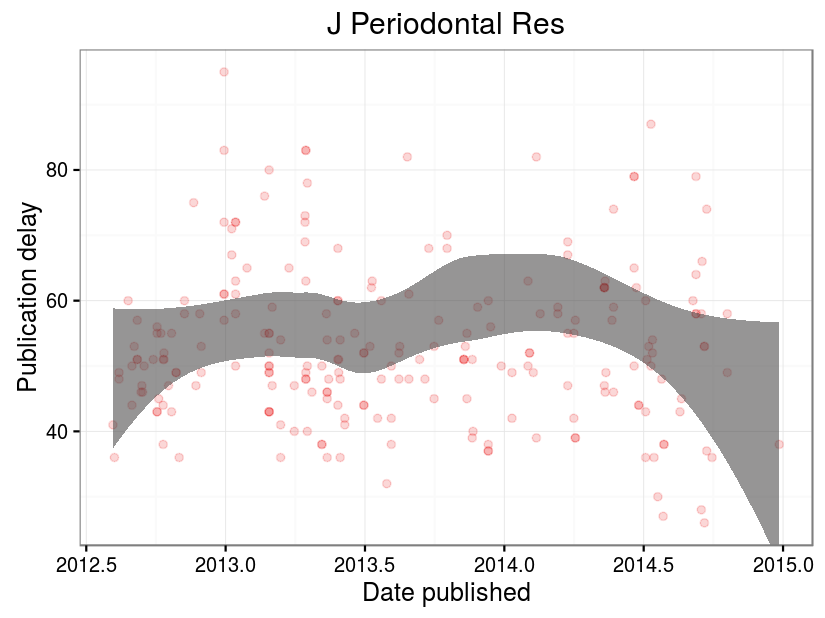 J Periodontal Res
Publication delay
80
60
40
2012.5 2013.0 2013.5 2014.0 2014.5 2015.0
Date published